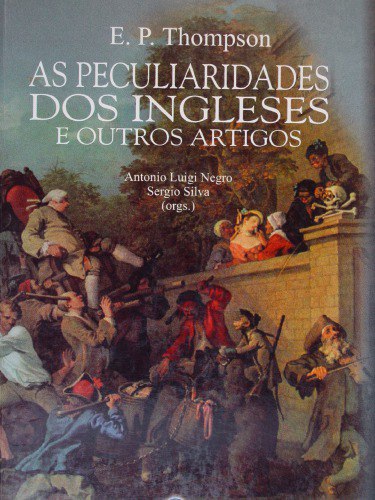 E. P. Thompson
AS PECULIARIDADES
DOS INGLESES
E OUTROS ARTIGOS
Antonio Luigi Negro
Sergio Silva
(orgs.)